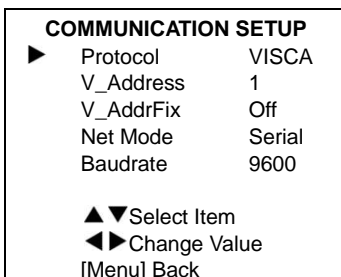 COMMUNICATION SETUP
▶ Protocol VISCA
V_Address 1
V_AddrFix Off
Net Mode Serial
Baudrate 9600
▲▼Select Item
◀▶Change Value
[Menu] Back